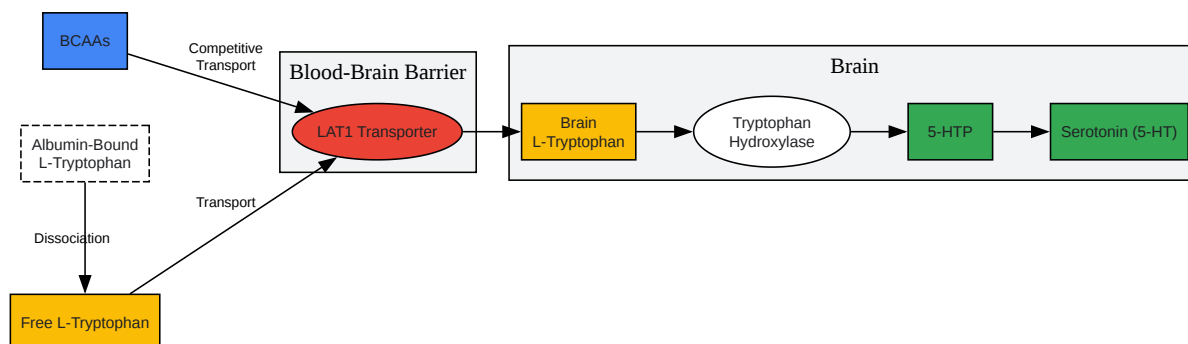 BCAAs
Competitive
Transport
Blood-Brain Barrier
LAT1 Transporter
Brain
Brain
L-Tryptophan
Tryptophan
Hydroxylase
5-HTP
Serotonin (5-HT)
Albumin-Bound
L-Tryptophan
Transport
Dissociation
Free L-Tryptophan